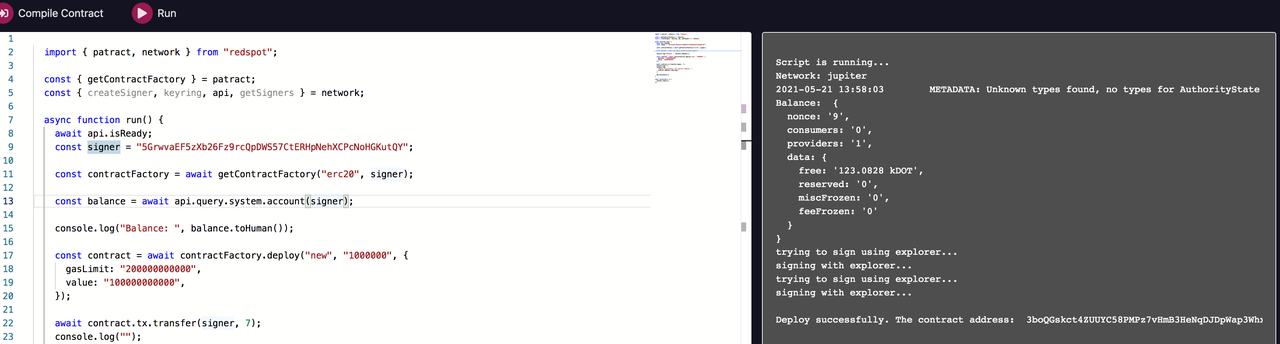 Compile Contract
Run
1
2 import { patract, network } from "redspot";
3
4 const { getContractFactory } = patract;
5 const { createSigner, keyring, api, getSigners } = network;
6
7 async function run() {
8 await api.isReady;
9 const signer = "5GrwvaEF5zXb26Fz9rcQpDWS57CtERHpNehXCPcNoHGKutQY";
10
11 const contractFactory = await getContractFactory("erc20", signer);
12
13 const balance = await api.query.system.account(signer);
14
15 console.log("Balance: ", balance.toHuman());
16
17 const contract = await contractFactory.deploy("new", "1000000", {
18 gasLimit: "200000000000",
19 value: "100000000000",
20 });
21
22 await contract.tx.transfer(signer, 7);
23 console.log("");
Script is running...
Network: jupiter
2021-05-21 13:58:03 METADATA: Unknown types found, no types for AuthorityState
Balance: {
nonce: '9',
consumers: '0',
providers: '1',
data: {
free: '123.0828 kDOT',
reserved: '0',
miscFrozen: '0',
feeFrozen: '0'
}
}
trying to sign using explorer...
signing with explorer...
trying to sign using explorer...
signing with explorer...
Deploy successfully. The contract address: 3boQGskct4ZUUYC58PMPz7vHmB3HeNqDJDpWap3Wh